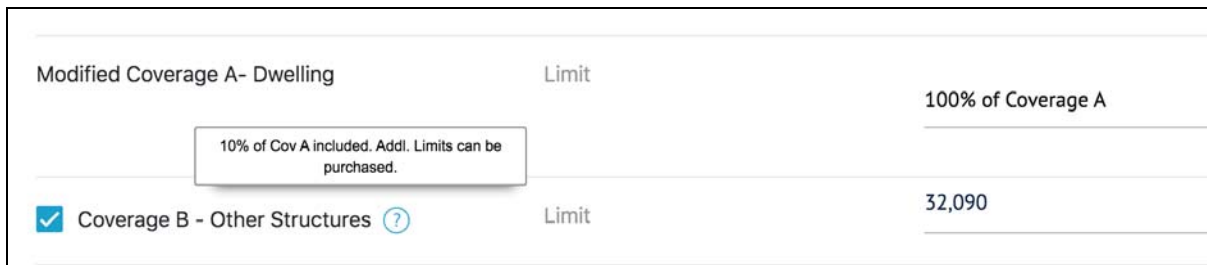 Modified Coverage A- Dwelling Limit
100% of Coverage A
10% of Cov A included. Addl. Limits can be
purchased.
Coverage B - Other Structures ? Limit 32,090